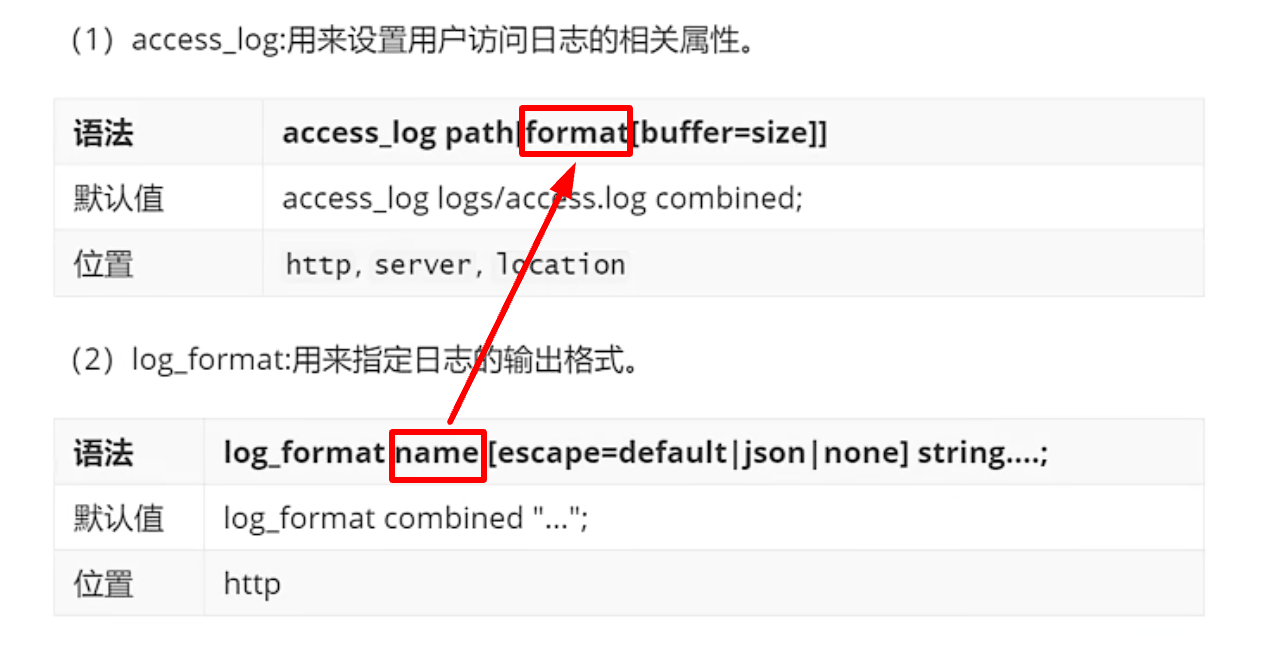 （1）access_log:用来设置用户访问日志的相关属性。
语法 access_log path[format[buffer=size]]
默认值 access_log logs/access.log combined;
位置 http, server, location
（2）log_format:用来指定日志的输出格式。
语法 log_format name [escape=default|json|none] string....;
默认值 log_format combined "...";
位置 http